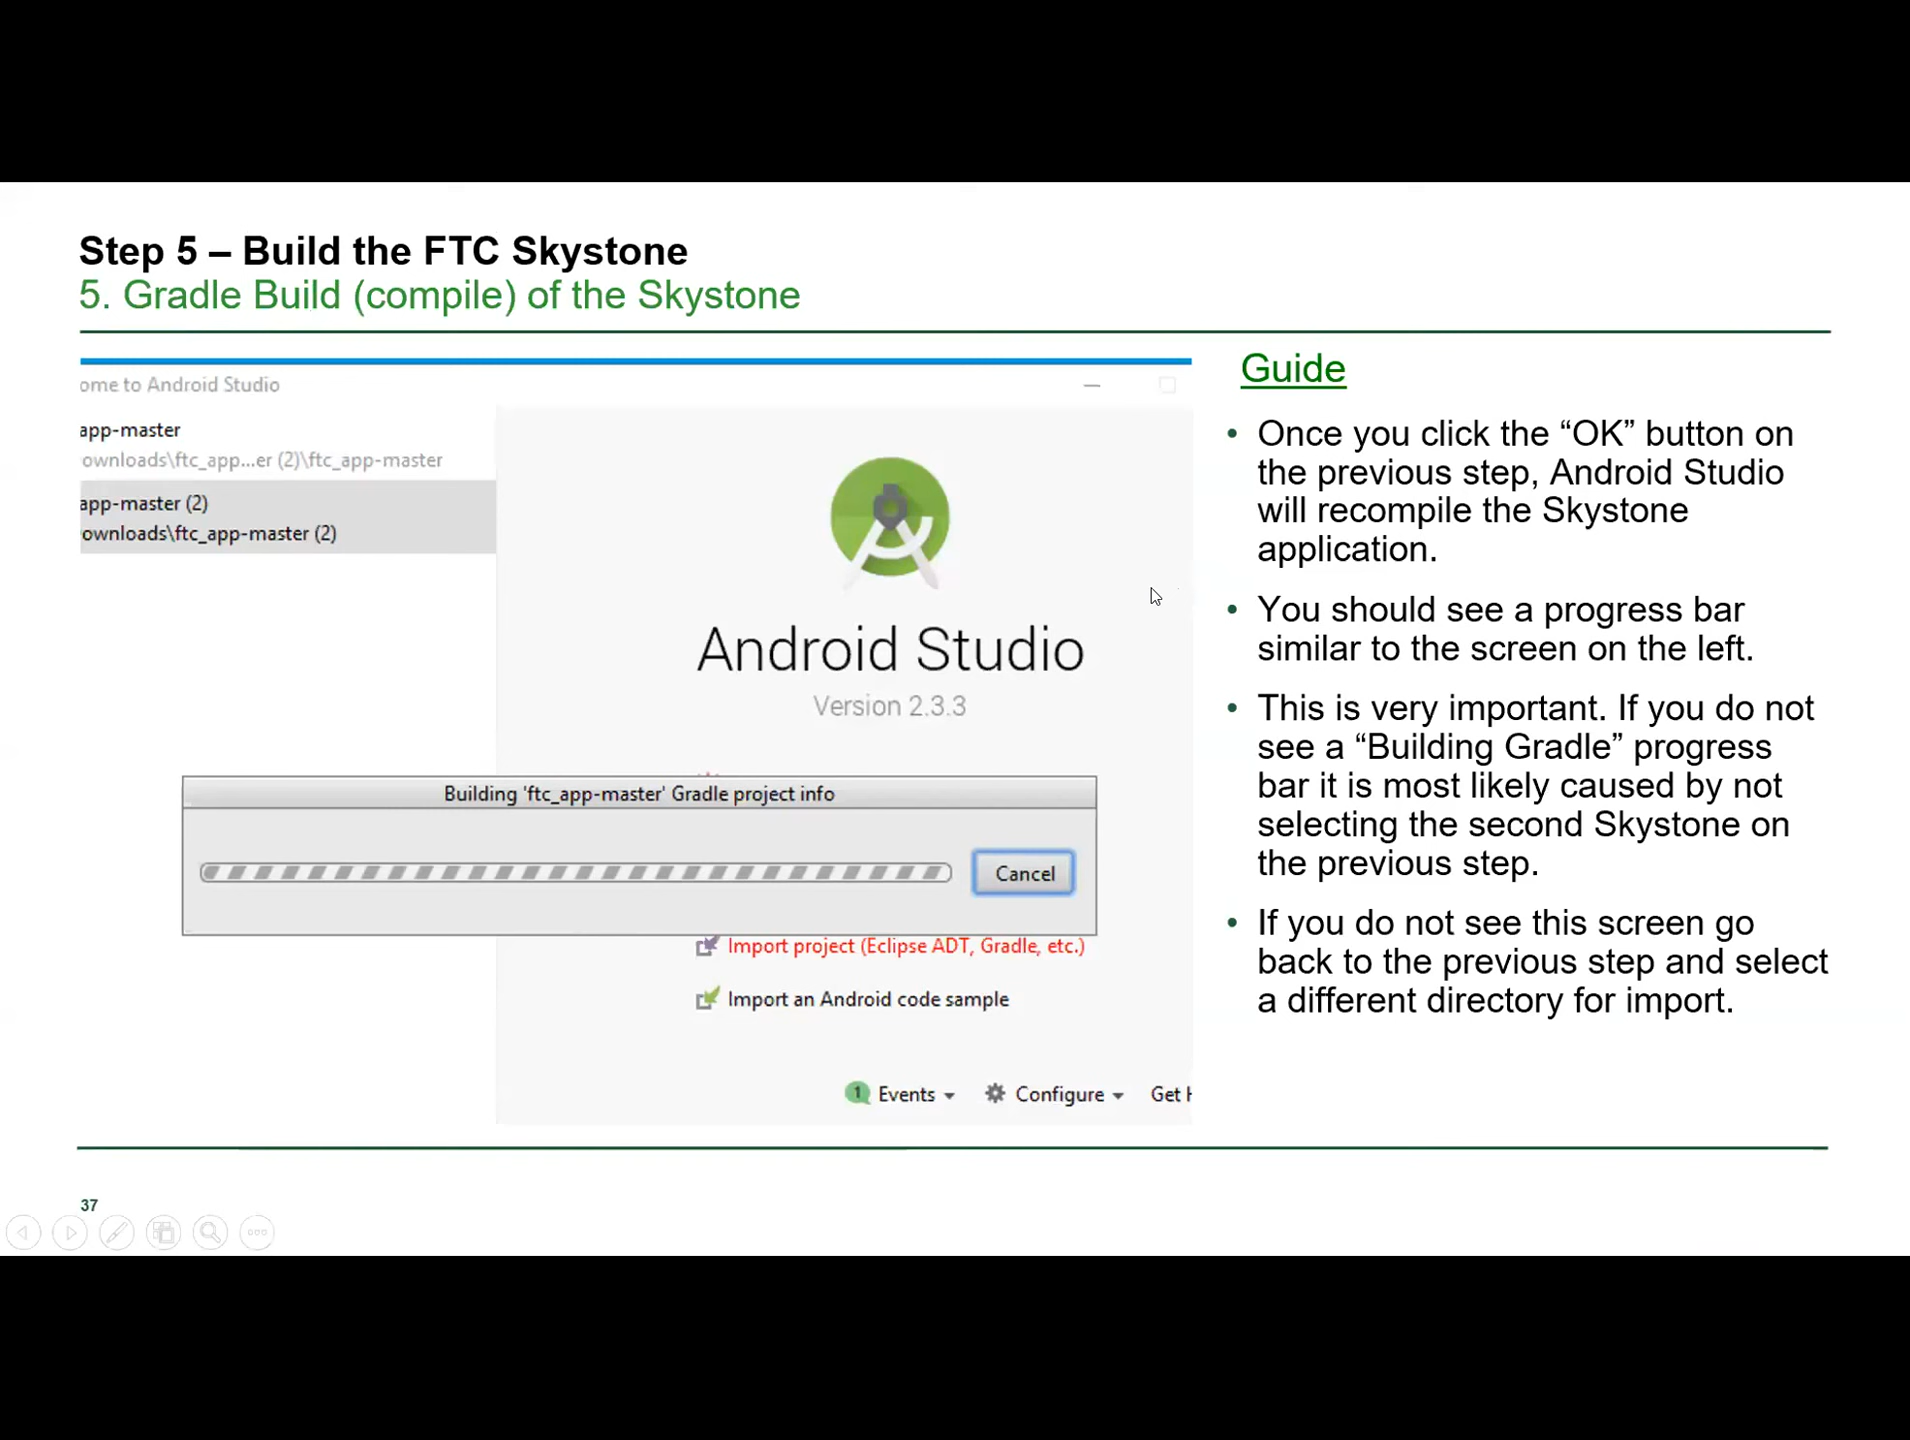 Step 5 – Build the FTC Skystone
5. Gradle Build (compile) of the Skystone
ome to Android Studio
app-master
ownloads\ftc_app...er (2)\ftc_app-master
app-master (2)
ownloads\ftc_app-master (2)
Android Studio
Version 2.3.3
Building 'ftc_app-master' Gradle project info
Cancel
Import project (Eclipse ADT, Gradle, etc.)
Import an Android code sample
1 Events Configure Get H
Guide
• Once you click the “OK” button on
the previous step, Android Studio
will recompile the Skystone
application.
• You should see a progress bar
similar to the screen on the left.
• This is very important. If you do not
see a “Building Gradle” progress
bar it is most likely caused by not
selecting the second Skystone on
the previous step.
• If you do not see this screen go
back to the previous step and select
a different directory for import.
37